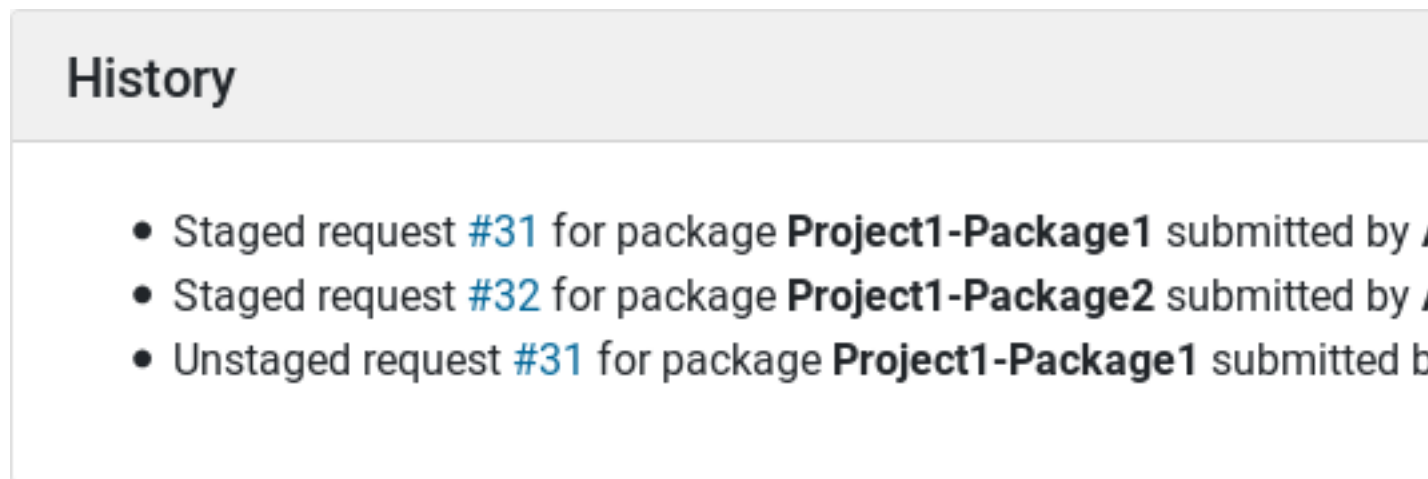 History
Staged request #31 for package Project1-Package1 submitted by
Staged request #32 for package Project1-Package2 submitted by
Unstaged request #31 for package Project1-Package1 submitted